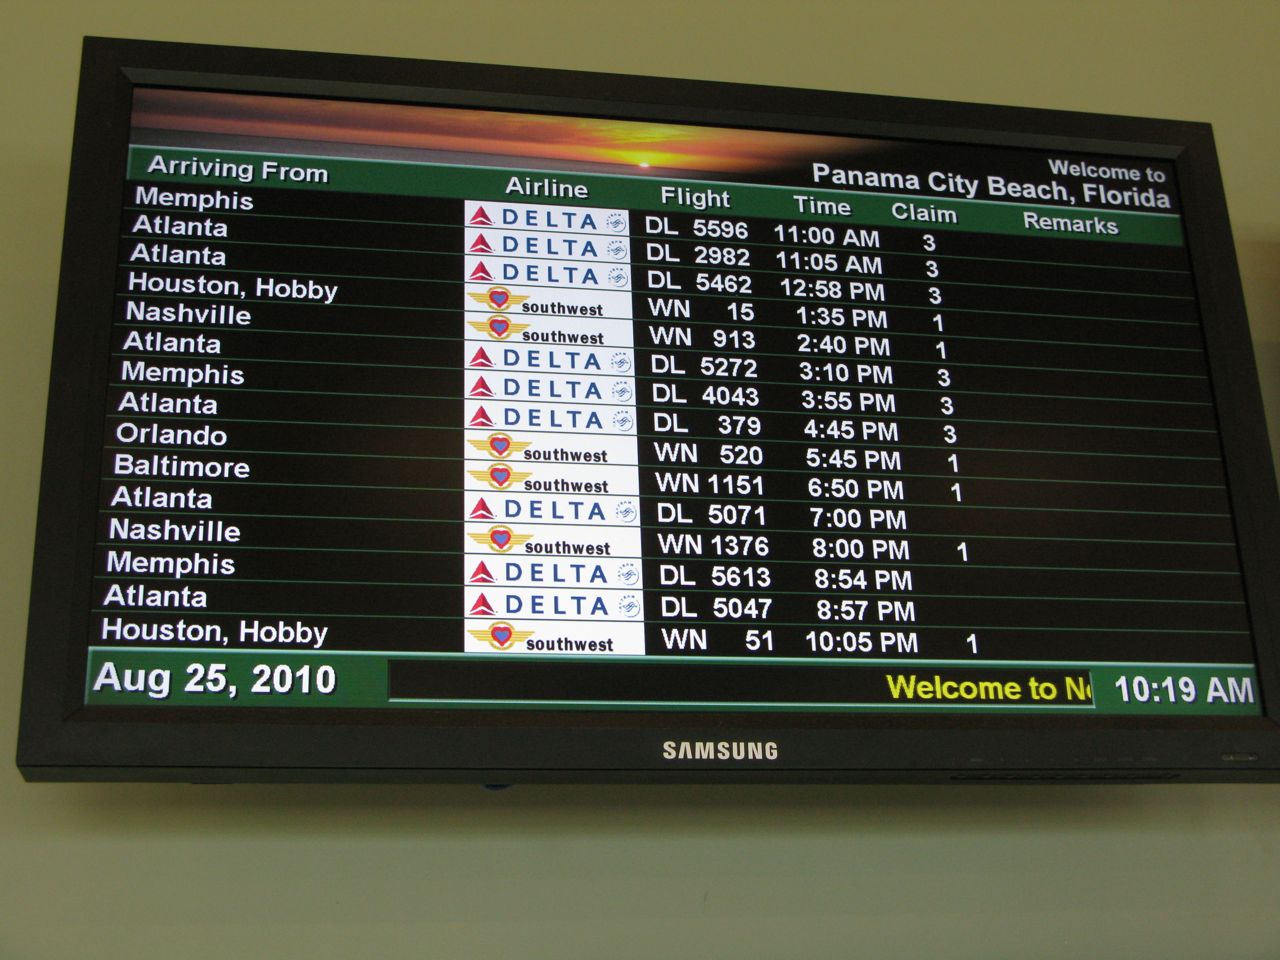 Welcome to
Panama City Beach, Florida
Arriving From Airline Flight Time Claim Remarks
Memphis DELTA DL 5596 11:00 AM 3
Atlanta DELTA DL 2982 11:05 AM 3
Atlanta DELTA DL 5462 12:58 PM 3
Houston, Hobby southwest WN 15 1:35 PM 1
Nashville southwest WN 913 2:40 PM 1
Atlanta DELTA DL 5272 3:10 PM 3
Memphis DELTA DL 4043 3:55 PM 3
Atlanta DELTA DL 379 4:45 PM 3
Orlando southwest WN 520 5:45 PM 1
Baltimore southwest WN 1151 6:50 PM 1
Atlanta DELTA DL 5071 7:00 PM
Nashville southwest WN 1376 8:00 PM 1
Memphis DELTA DL 5613 8:54 PM
Atlanta DELTA DL 5047 8:57 PM
Houston, Hobby southwest WN 51 10:05 PM 1
Aug 25, 2010 Welcome to 10:19 AM
SAMSUNG